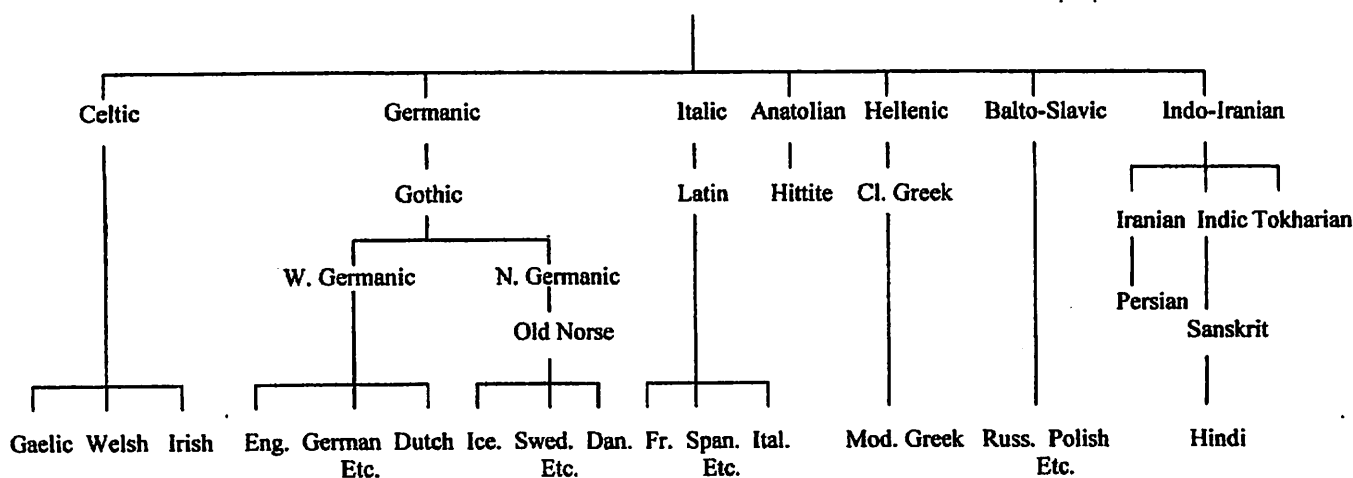 Celtic Germanic Italic Anatolian Hellenic Balto-Slavic Indo-Iranian
Gothic Latin Hittite Cl. Greek
Iranian Indic Tokharian
W. Germanic N. Germanic
Persian
Old Norse Sanskrit
Gaelic Welsh Irish Eng. German Dutch Ice. Swed. Dan. Fr. Span. Ital. Mod. Greek Russ. Polish Hindi
Etc. Etc. Etc. Etc.